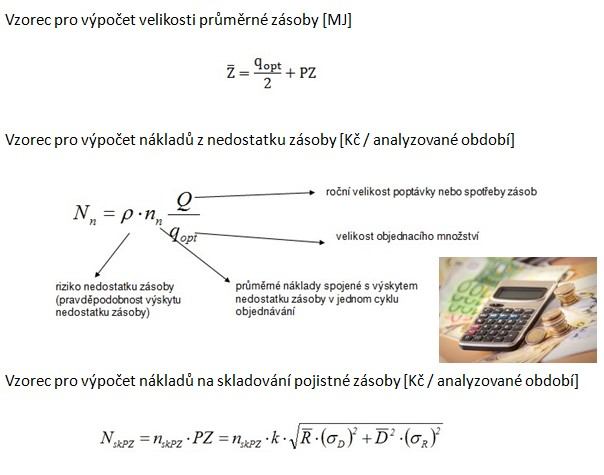 Vzorec pro výpočet velikosti průměrné zásoby [MJ]
Z̄ = q_opt / 2 + PZ
Vzorec pro výpočet nákladů z nedostatku zásoby [Kč / analyzované období]
N_n = ρ · n_n Q / q_opt
roční velikost poptávky nebo spotřeby zásob
velikost objednacího množství
riziko nedostatku zásoby
(pravděpodobnost výskytu
nedostatku zásoby)
průměrné náklady spojené s výskytem
nedostatku zásoby v jednom cyklu
objednávání
Vzorec pro výpočet nákladů na skladování pojistné zásoby [Kč / analyzované období]
N_skPZ = n_skPZ · PZ = n_skPZ · k · √(R̄ · (σ_D)² + D̄² · (σ_R)²)